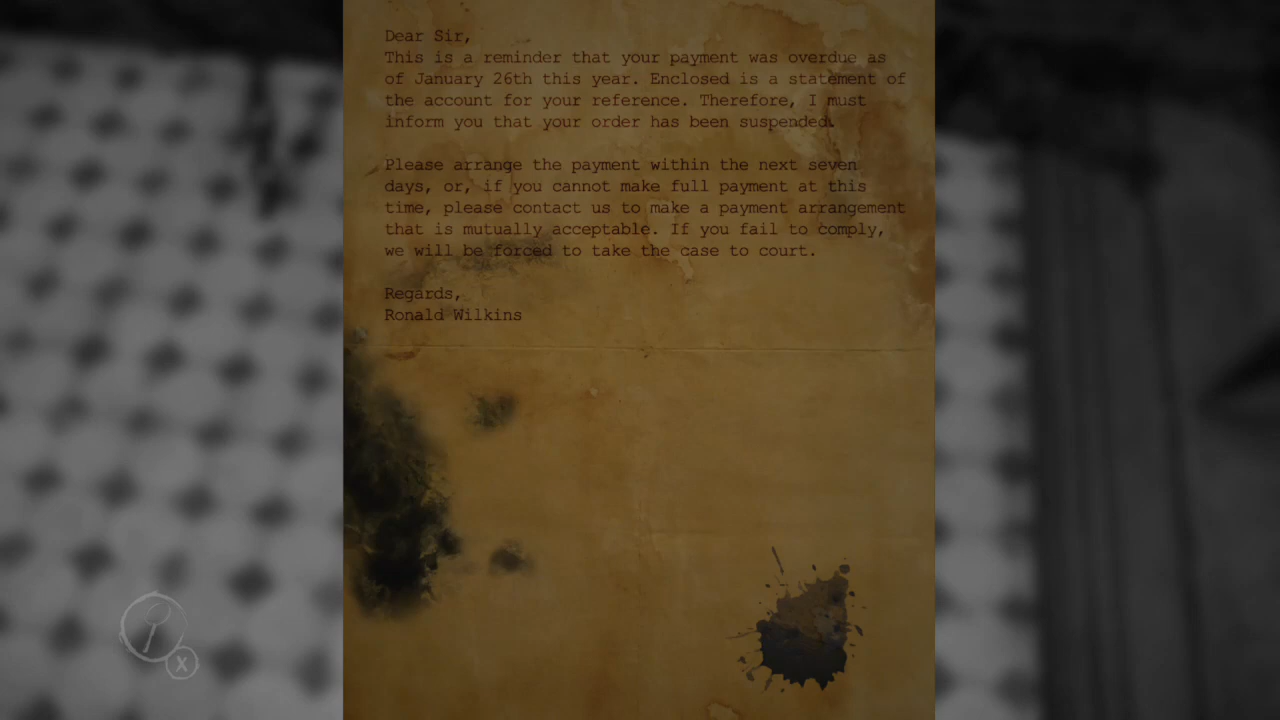 Dear Sir,
This is a reminder that your payment was overdue as
of January 26th this year. Enclosed is a statement of
the account for your reference. Therefore, I must
inform you that your order has been suspended.
Please arrange the payment within the next seven
days, or, if you cannot make full payment at this
time, please contact us to make a payment arrangement
that is mutually acceptable. If you fail to comply,
we will be forced to take the case to court.
Regards,
Ronald Wilkins
X